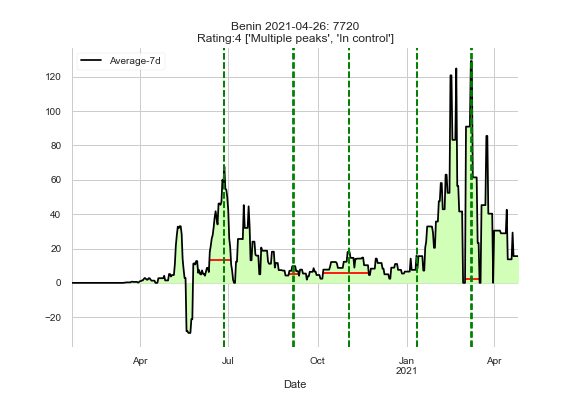 Benin 2021-04-26: 7720
Rating:4 ['Multiple peaks', 'In control']
Average-7d
120
100
80
60
40
20
0
−20
Apr
Jul
Oct
Jan
2021
Apr
Date